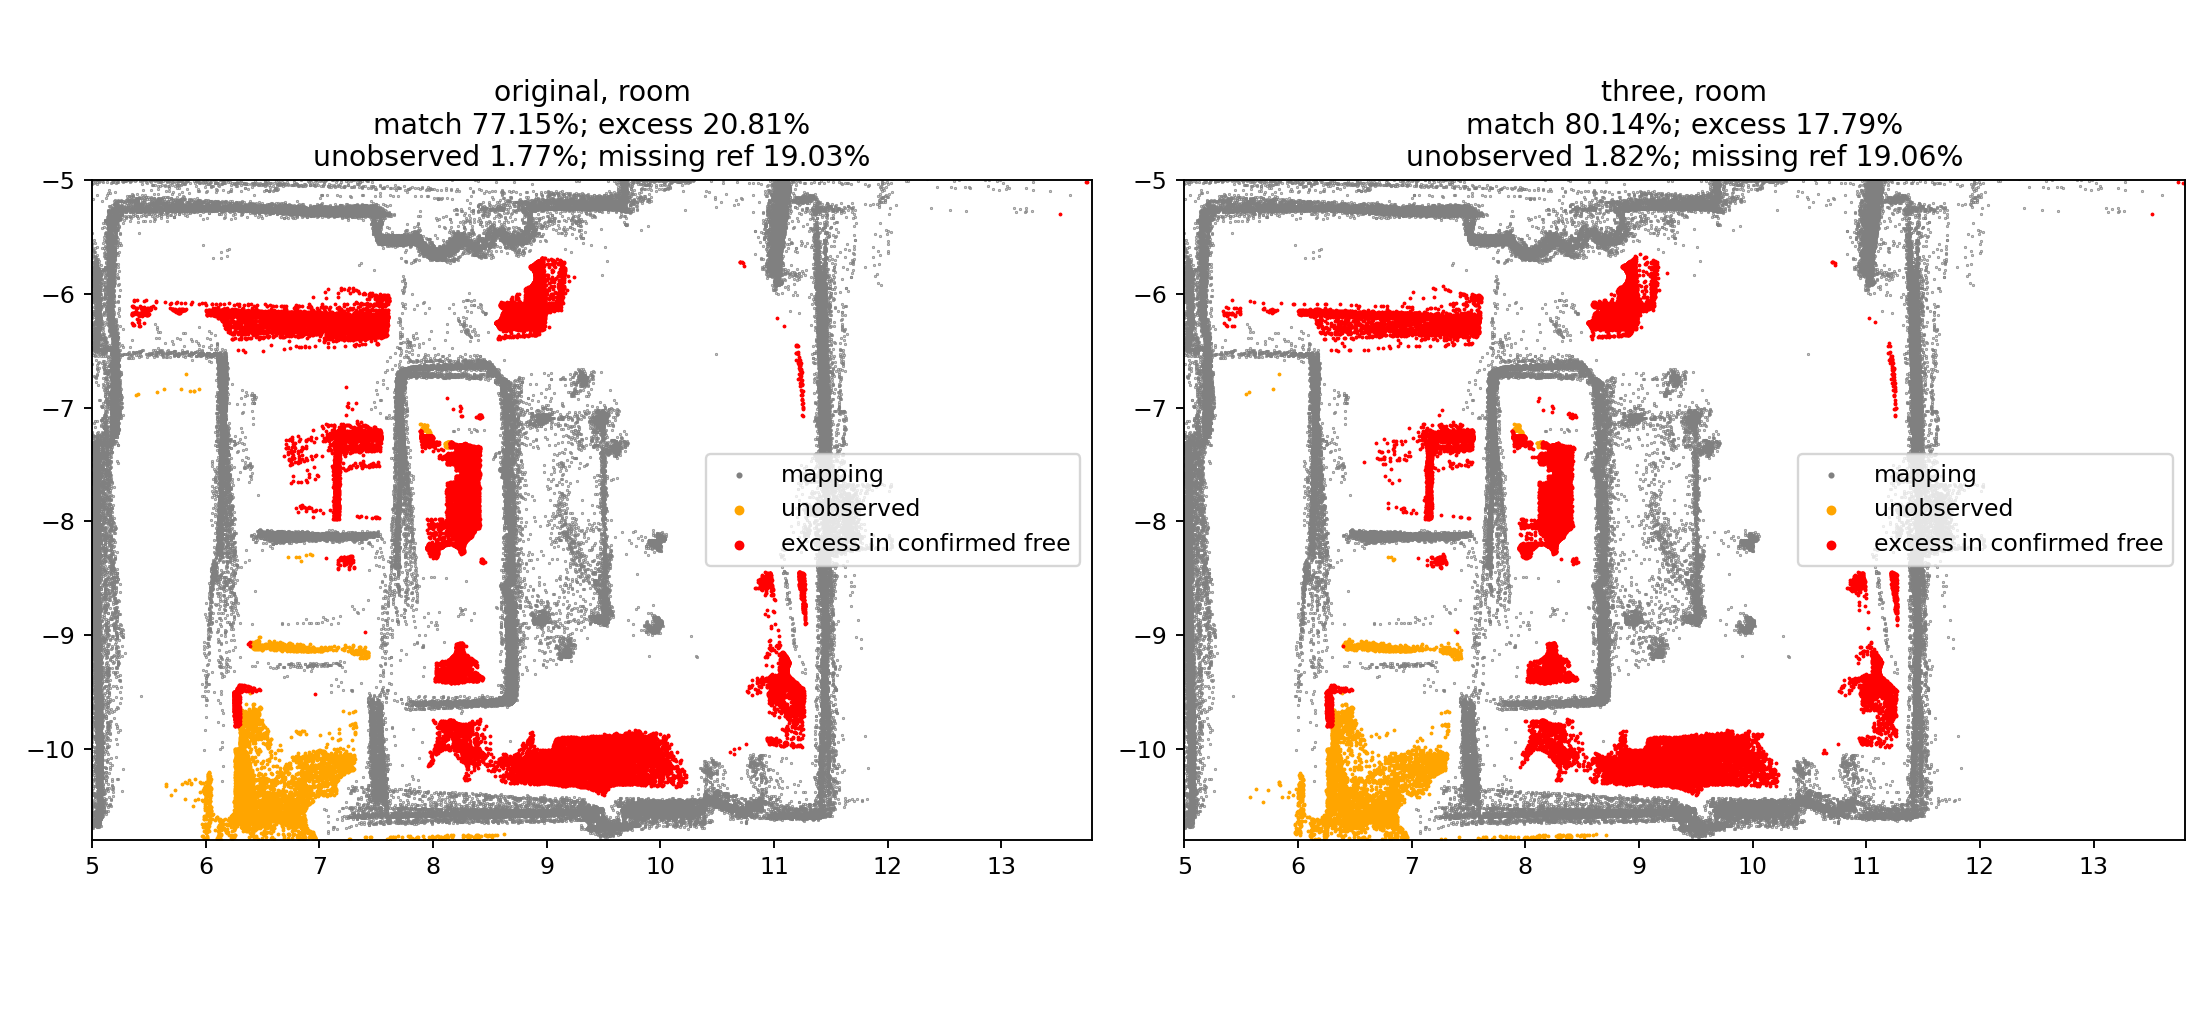 original, room
match 77.15%; excess 20.81%
unobserved 1.77%; missing ref 19.03%
−5
−6
−7
−8
−9
−10
5 6 7 8 9 10 11 12 13
mapping
unobserved
excess in confirmed free
three, room
match 80.14%; excess 17.79%
unobserved 1.82%; missing ref 19.06%
−5
−6
−7
−8
−9
−10
5 6 7 8 9 10 11 12 13
mapping
unobserved
excess in confirmed free